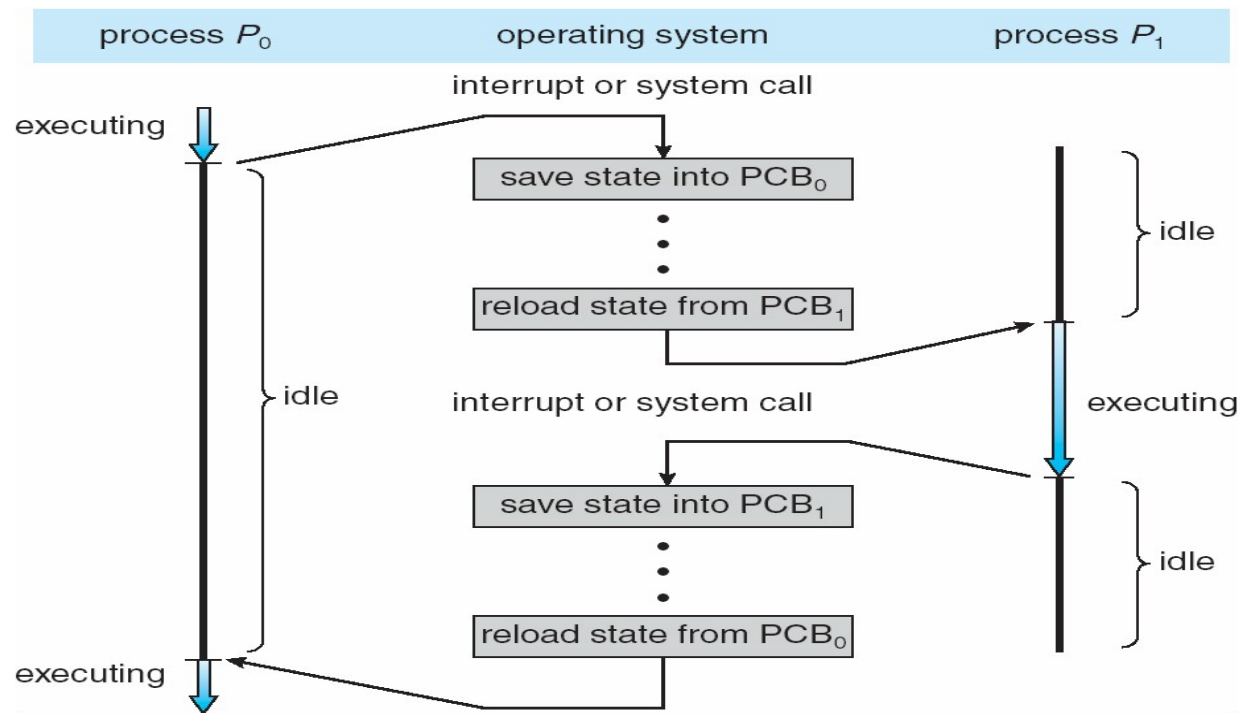 process P₀ operating system process P₁
interrupt or system call
executing
save state into PCB₀
idle
reload state from PCB₁
idle
interrupt or system call
executing
save state into PCB₁
idle
reload state from PCB₀
executing